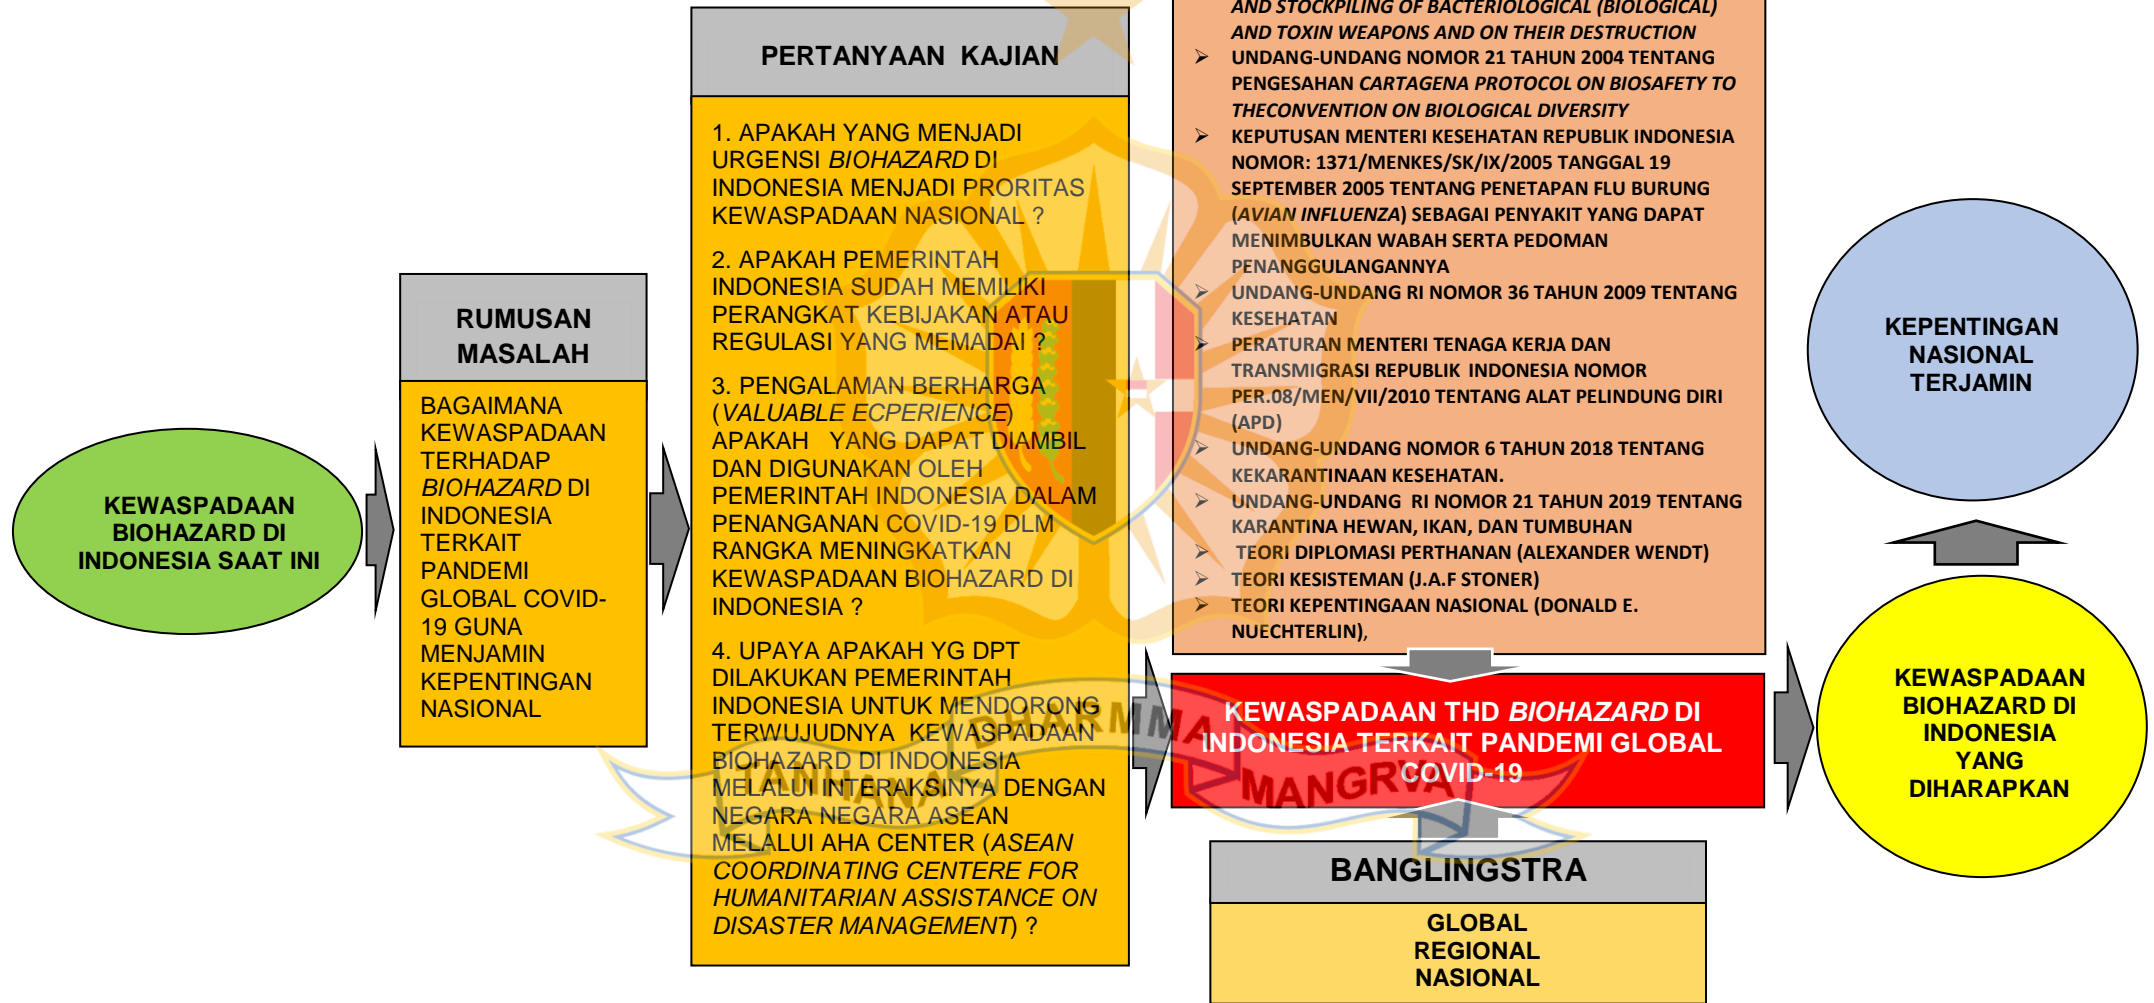 KEWASPADAAN
BIOHAZARD DI
INDONESIA SAAT INI
RUMUSAN
MASALAH
BAGAIMANA
KEWASPADAAN
TERHADAP
BIOHAZARD DI
INDONESIA
TERKAIT
PANDEMI
GLOBAL COVID-
19 GUNA
MENJAMIN
KEPENTINGAN
NASIONAL
PERTANYAAN KAJIAN
1. APAKAH YANG MENJADI
URGENSI BIOHAZARD DI
INDONESIA MENJADI PRORITAS
KEWASPADAAN NASIONAL ?
2. APAKAH PEMERINTAH
INDONESIA SUDAH MEMILIKI
PERANGKAT KEBIJAKAN ATAU
REGULASI YANG MEMADAI ?
3. PENGALAMAN BERHARGA
(VALUABLE ECPERIENCE)
APAKAH YANG DAPAT DIAMBIL
DAN DIGUNAKAN OLEH
PEMERINTAH INDONESIA DALAM
PENANGANAN COVID-19 DLM
RANGKA MENINGKATKAN
KEWASPADAAN BIOHAZARD DI
INDONESIA ?
4. UPAYA APAKAH YG DPT
DILAKUKAN PEMERINTAH
INDONESIA UNTUK MENDORONG
TERWUJUDNYA KEWASPADAAN
BIOHAZARD DI INDONESIA
MELALUI INTERAKSINYA DENGAN
NEGARA NEGARA ASEAN
MELALUI AHA CENTER (ASEAN
COORDINATING CENTERE FOR
HUMANITARIAN ASSISTANCE ON
DISASTER MANAGEMENT) ?
AND STOCKPILING OF BACTERIOLOGICAL (BIOLOGICAL)
AND TOXIN WEAPONS AND ON THEIR DESTRUCTION
➢ UNDANG-UNDANG NOMOR 21 TAHUN 2004 TENTANG
PENGESAHAN CARTAGENA PROTOCOL ON BIOSAFETY TO
THECONVENTION ON BIOLOGICAL DIVERSITY
➢ KEPUTUSAN MENTERI KESEHATAN REPUBLIK INDONESIA
NOMOR: 1371/MENKES/SK/IX/2005 TANGGAL 19
SEPTEMBER 2005 TENTANG PENETAPAN FLU BURUNG
(AVIAN INFLUENZA) SEBAGAI PENYAKIT YANG DAPAT
MENIMBULKAN WABAH SERTA PEDOMAN
PENANGGULANGANNYA
➢ UNDANG-UNDANG RI NOMOR 36 TAHUN 2009 TENTANG
KESEHATAN
➢ PERATURAN MENTERI TENAGA KERJA DAN
TRANSMIGRASI REPUBLIK INDONESIA NOMOR
PER.08/MEN/VII/2010 TENTANG ALAT PELINDUNG DIRI
(APD)
➢ UNDANG-UNDANG NOMOR 6 TAHUN 2018 TENTANG
KEKARANTINAAN KESEHATAN.
➢ UNDANG-UNDANG RI NOMOR 21 TAHUN 2019 TENTANG
KARANTINA HEWAN, IKAN, DAN TUMBUHAN
➢ TEORI DIPLOMASI PERTHANAN (ALEXANDER WENDT)
➢ TEORI KESISTEMAN (J.A.F STONER)
➢ TEORI KEPENTINGAAN NASIONAL (DONALD E.
NUECHTERLIN),
KEWASPADAAN THD BIOHAZARD DI
INDONESIA TERKAIT PANDEMI GLOBAL
COVID-19
BANGLINGSTRA
GLOBAL
REGIONAL
NASIONAL
KEPENTINGAN
NASIONAL
TERJAMIN
KEWASPADAAN
BIOHAZARD DI
INDONESIA
YANG
DIHARAPKAN
TANHANA DHARMMA MANGRVA